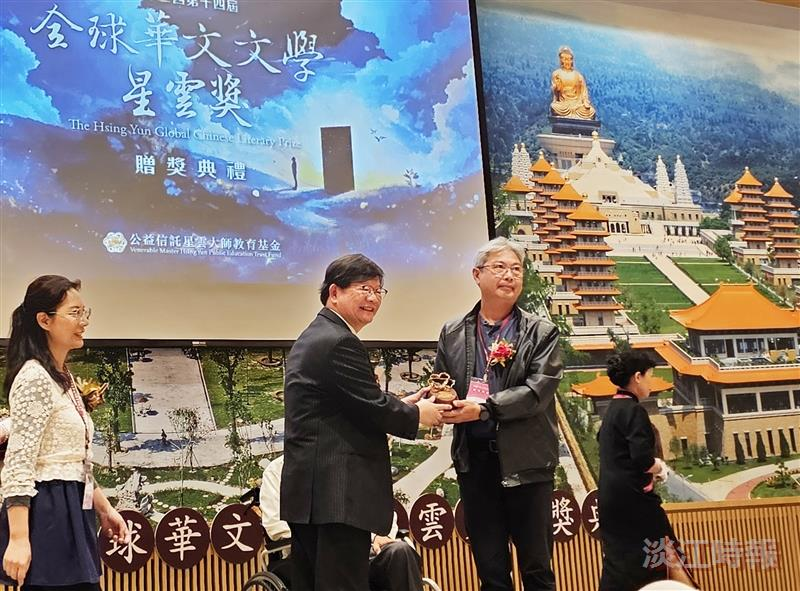 第十四屆
全球華文文學
星雲獎
The Hsing Yun Global Chinese Literary Prize
贈獎典禮
公益信託星雲大師教育基金
Venerable Master Hsing Yun Public Education Trust Fund
球華文
雲
獎典
淡江時報